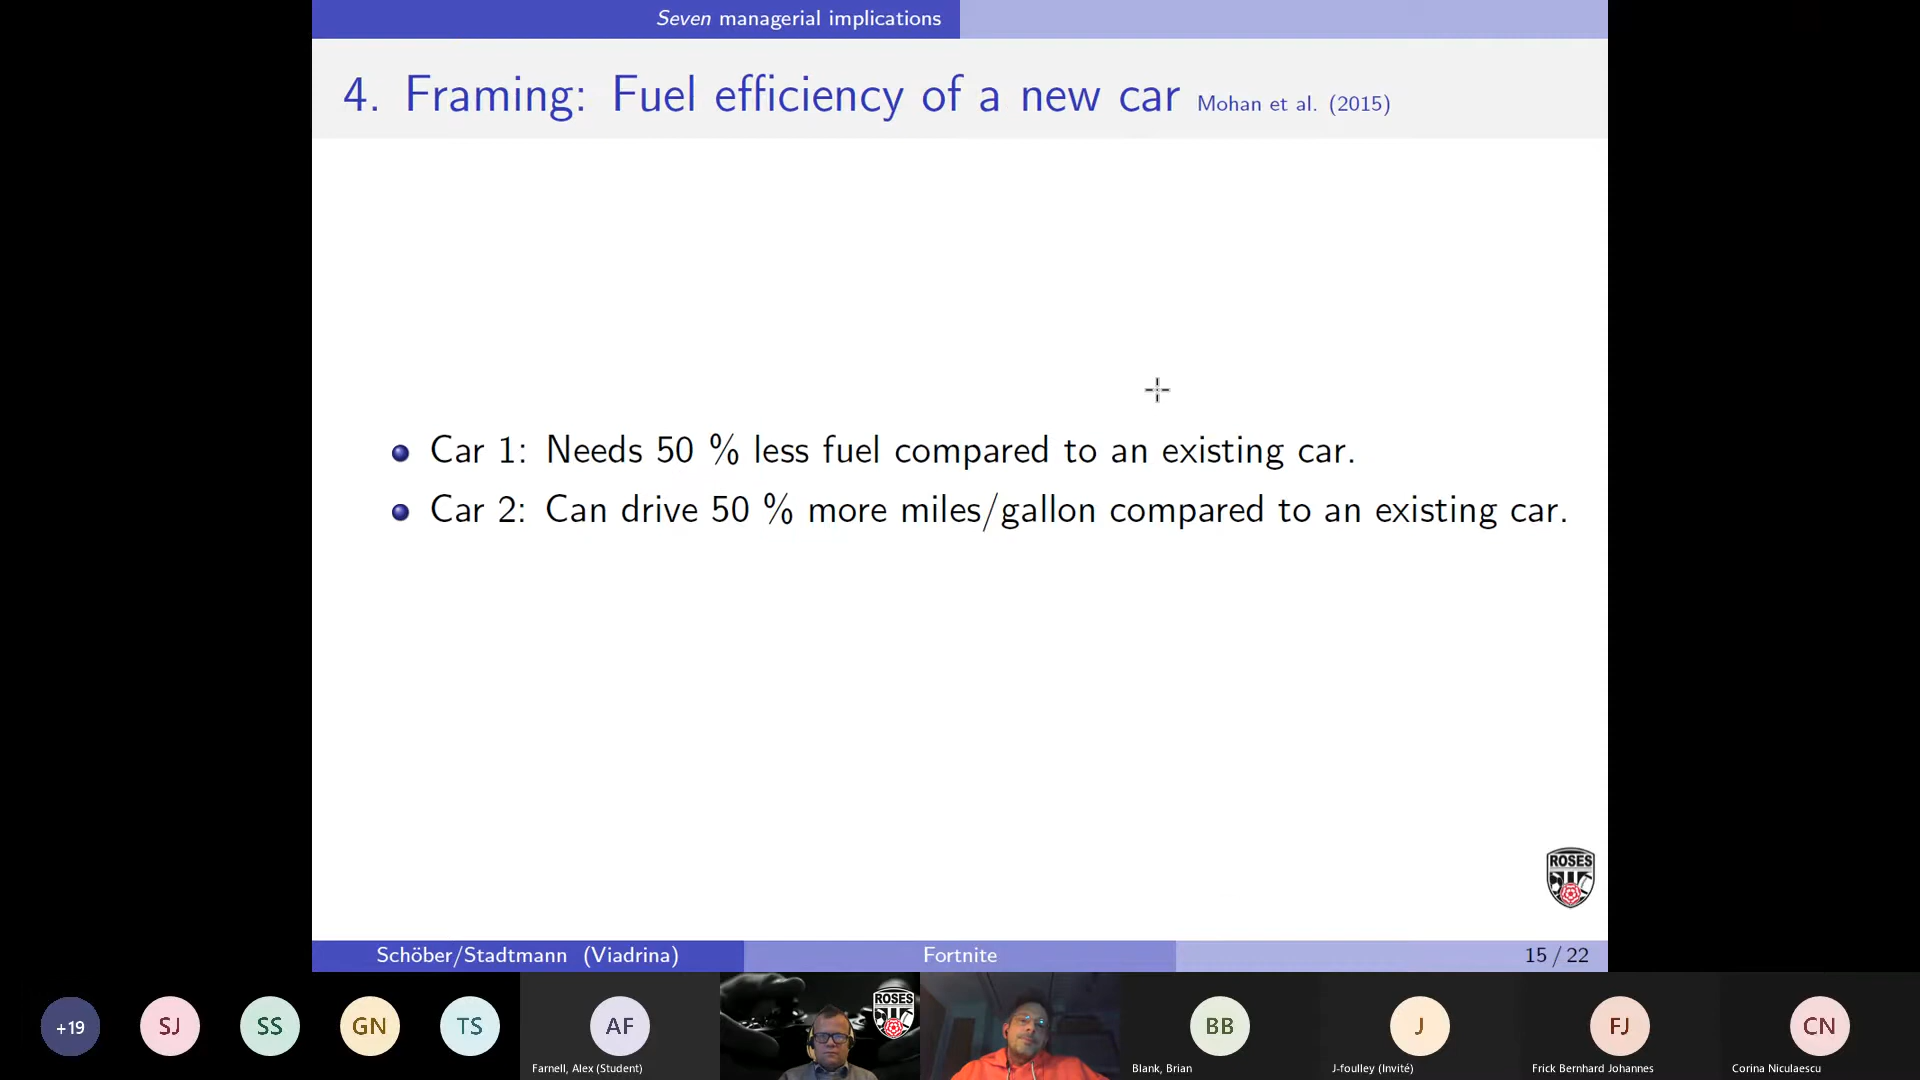 Seven managerial implications
4. Framing: Fuel efficiency of a new car Mohan et al. (2015)
Car 1: Needs 50 % less fuel compared to an existing car.
Car 2: Can drive 50 % more miles/gallon compared to an existing car.
ROSES
Schöber/Stadtmann (Viadrina)
Fortnite
15 / 22
+19
SJ
SS
GN
TS
AF
ROSES
BB
J
FJ
CN
Farnell, Alex (Student)
Blank, Brian
J-foulley (Invité)
Frick Bernhard Johannes
Corina Niculaescu